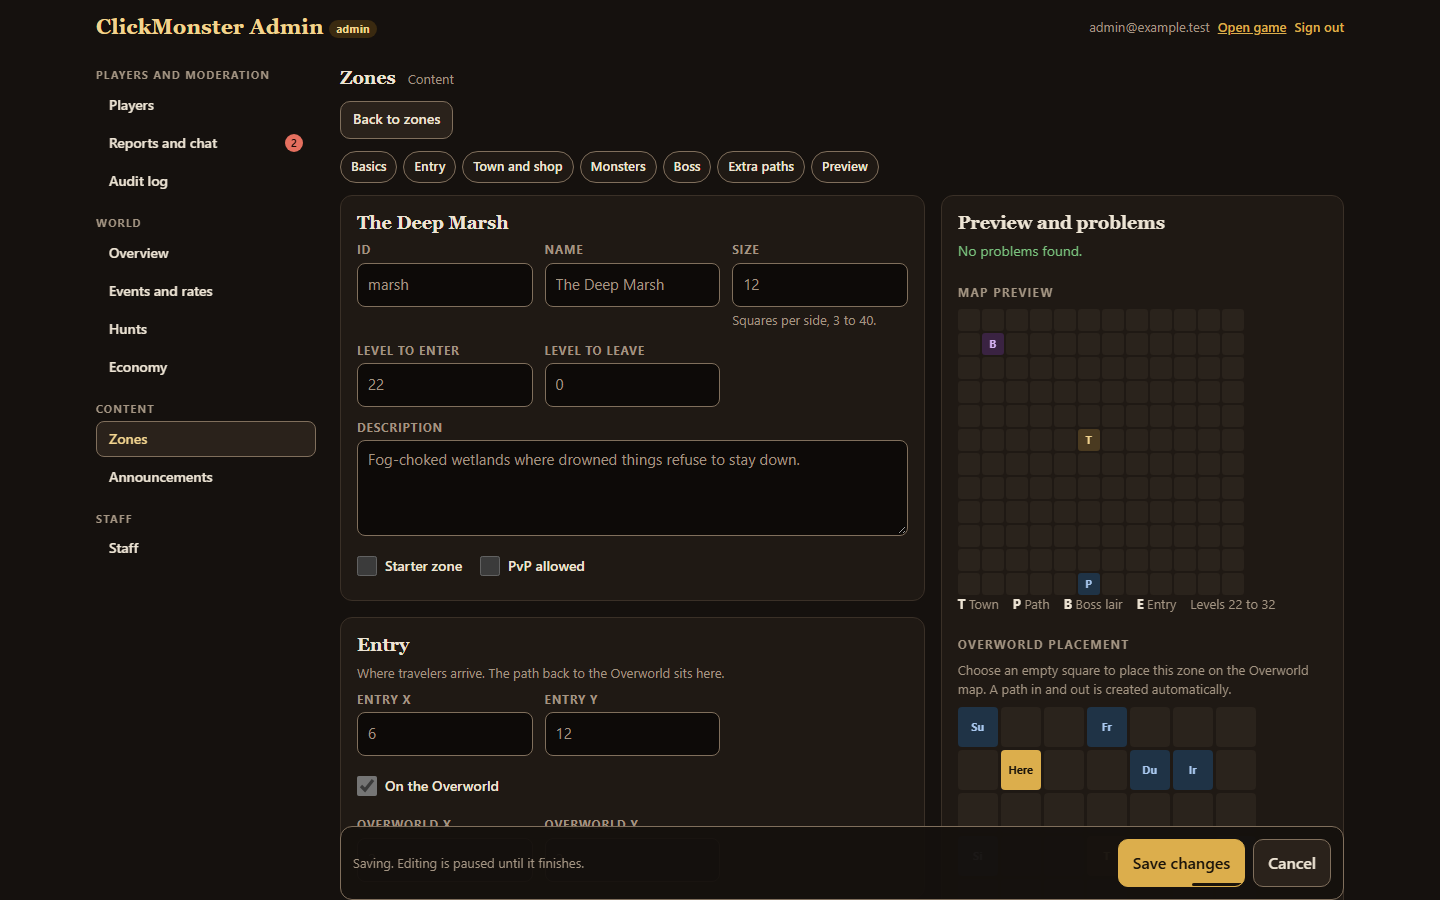 ClickMonster Admin admin
admin@example.test Open game Sign out
PLAYERS AND MODERATION
Players
Reports and chat 2
Audit log
WORLD
Overview
Events and rates
Hunts
Economy
CONTENT
Zones
Announcements
STAFF
Staff
Zones Content
Back to zones
Basics Entry Town and shop Monsters Boss Extra paths Preview
The Deep Marsh
ID NAME SIZE
marsh The Deep Marsh 12
Squares per side, 3 to 40.
LEVEL TO ENTER LEVEL TO LEAVE
22 0
DESCRIPTION
Fog-choked wetlands where drowned things refuse to stay down.
Starter zone PvP allowed
Entry
Where travelers arrive. The path back to the Overworld sits here.
ENTRY X ENTRY Y
6 12
On the Overworld
OVERWORLD X OVERWORLD Y
Preview and problems
No problems found.
MAP PREVIEW
B
T
P
T Town P Path B Boss lair E Entry Levels 22 to 32
OVERWORLD PLACEMENT
Choose an empty square to place this zone on the Overworld
map. A path in and out is created automatically.
Su Fr
Here Du Ir
Saving. Editing is paused until it finishes.
Save changes Cancel